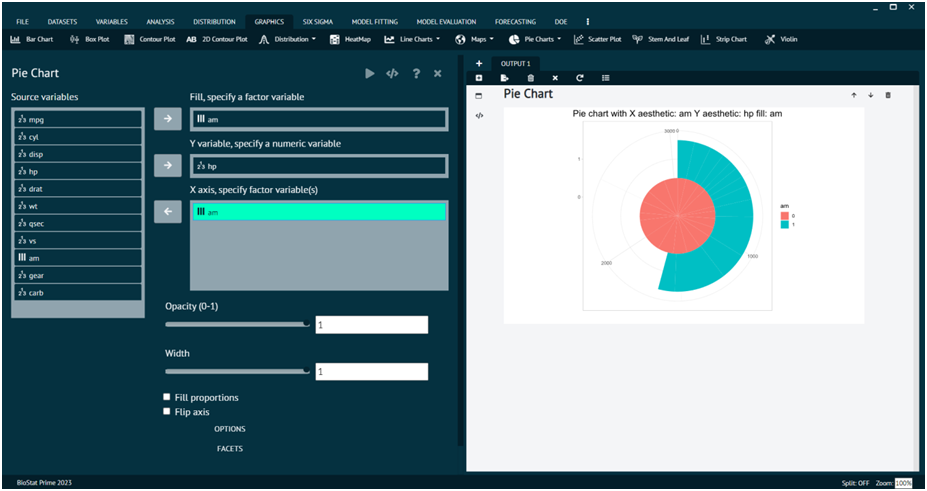 FILE DATASETS VARIABLES ANALYSIS DISTRIBUTION GRAPHICS SIX SIGMA MODEL FITTING MODEL EVALUATION FORECASTING DOE
Bar Chart Box Plot Contour Plot AB 2D Contour Plot Distribution HeatMap Line Charts Maps Pie Charts Scatter Plot Stem And Leaf Strip Chart Violin
Pie Chart
Source variables
mpg
cyl
disp
hp
drat
wt
qsec
vs
am
gear
carb
Fill, specify a factor variable
am
Y variable, specify a numeric variable
hp
X axis, specify factor variable(s)
am
Opacity (0-1)
1
Width
1
Fill proportions
Flip axis
OPTIONS
FACETS
OUTPUT 1
Pie Chart
Pie chart with X aesthetic: am Y aesthetic: hp fill: am
3000 0
1
0
2000
1000
am
0
1
BioStat Prime 2023
Split: OFF Zoom: 100%